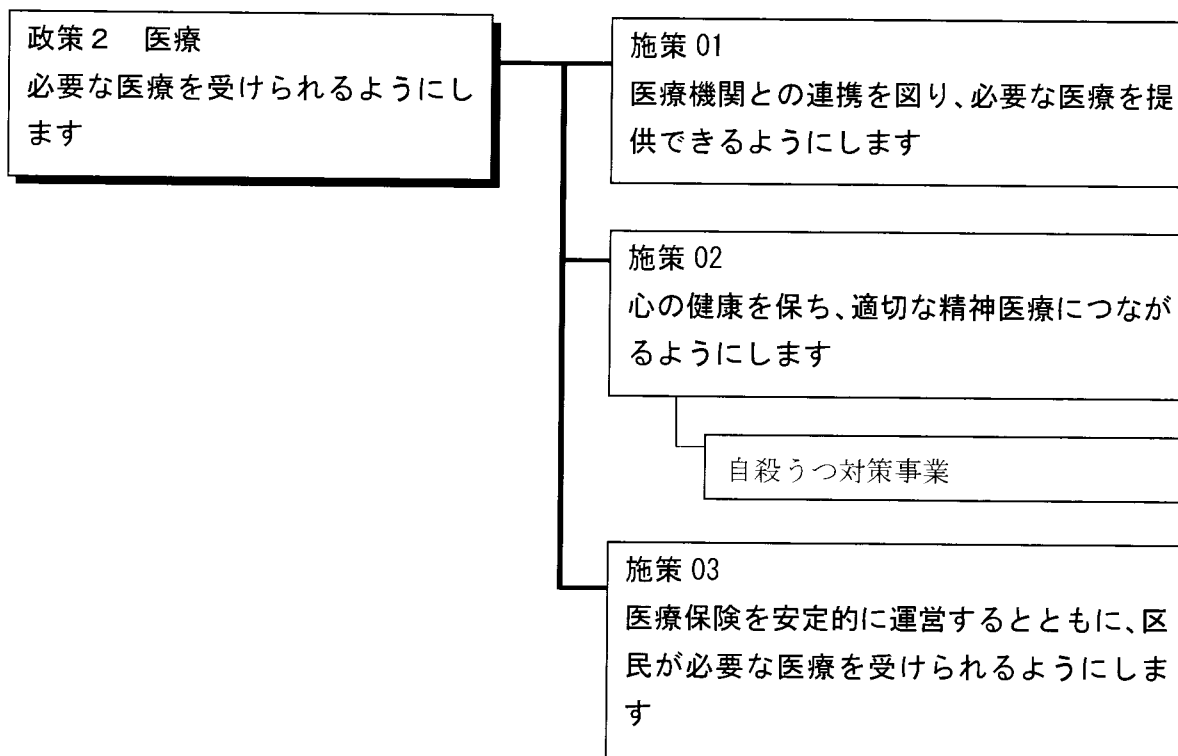 政策２　医療
必要な医療を受けられるようにし
ます
施策 01
医療機関との連携を図り、必要な医療を提
供できるようにします
施策 02
心の健康を保ち、適切な精神医療につなが
るようにします
自殺うつ対策事業
施策 03
医療保険を安定的に運営するとともに、区
民が必要な医療を受けられるようにしま
す